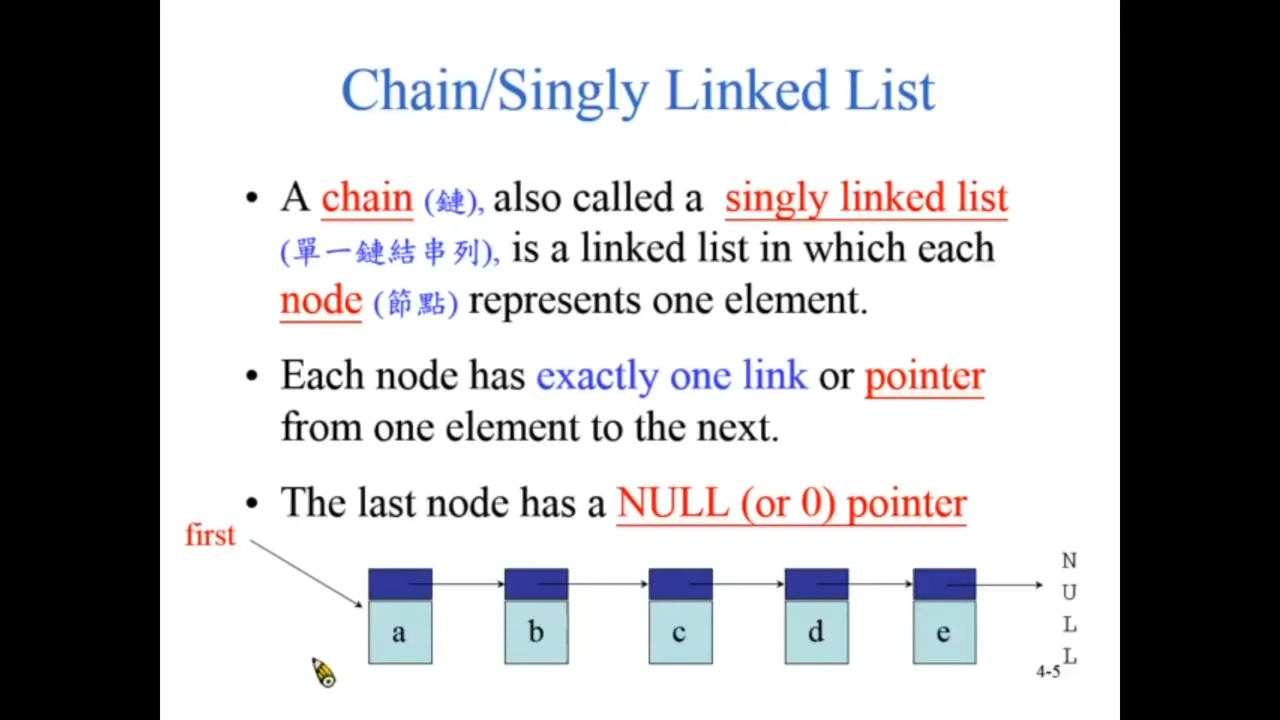 Chain/Singly Linked List
• A chain (鏈), also called a singly linked list
(單一鏈結串列), is a linked list in which each
node (節點) represents one element.
• Each node has exactly one link or pointer
from one element to the next.
• The last node has a NULL (or 0) pointer
first
a b c d e
NULL
4-5